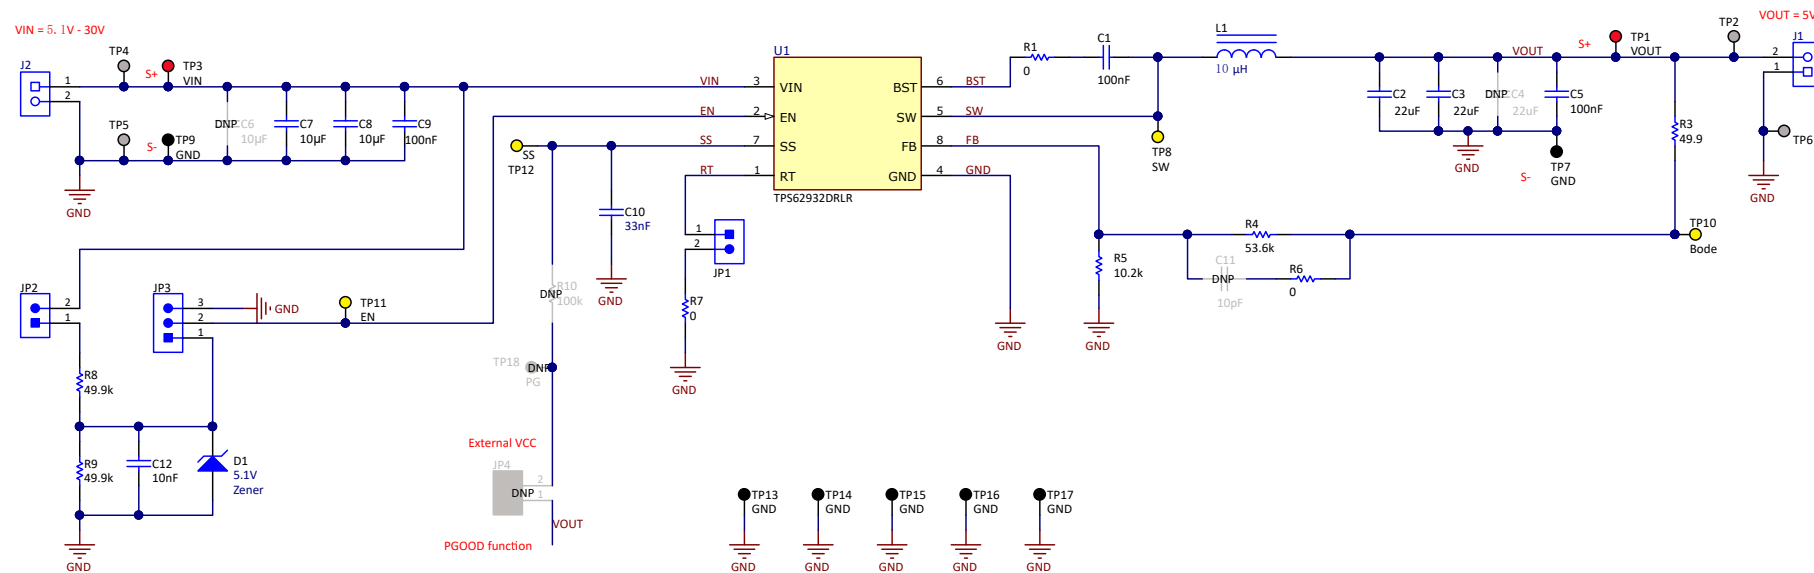 VIN = 5.1V - 30V
VOUT = 5V
J2
1
2
TP4
S+
TP3
VIN
TP5
S-
TP9
GND
GND
DNP
C6
10µF
C7
10µF
C8
10µF
C9
100nF
VIN
EN
SS
RT
3
2
7
1
U1
VIN
EN
SS
RT
BST
SW
FB
GND
TPS62932DRLR
6
5
8
4
BST
SW
FB
GND
R1
0
C1
100nF
L1
10 µH
TP8
SW
C2
22uF
C3
22uF
DNP
C4
22uF
C5
100nF
VOUT
S+
TP1
VOUT
TP2
J1
2
1
GND
TP7
GND
S-
R3
49.9
TP6
GND
SS
TP12
C10
33nF
GND
1
2
JP1
R7
0
GND
DNP
R10
100k
TP18
DNP
PG
GND
R5
10.2k
GND
R4
53.6k
C11
DNP
10pF
R6
0
TP10
Bode
JP2
2
1
JP3
3
2
1
GND
TP11
EN
R8
49.9k
R9
49.9k
C12
10nF
D1
5.1V
Zener
GND
External VCC
JP4
2
DNP
1
VOUT
PGOOD function
TP13
GND
GND
TP14
GND
GND
TP15
GND
GND
TP16
GND
GND
TP17
GND
GND